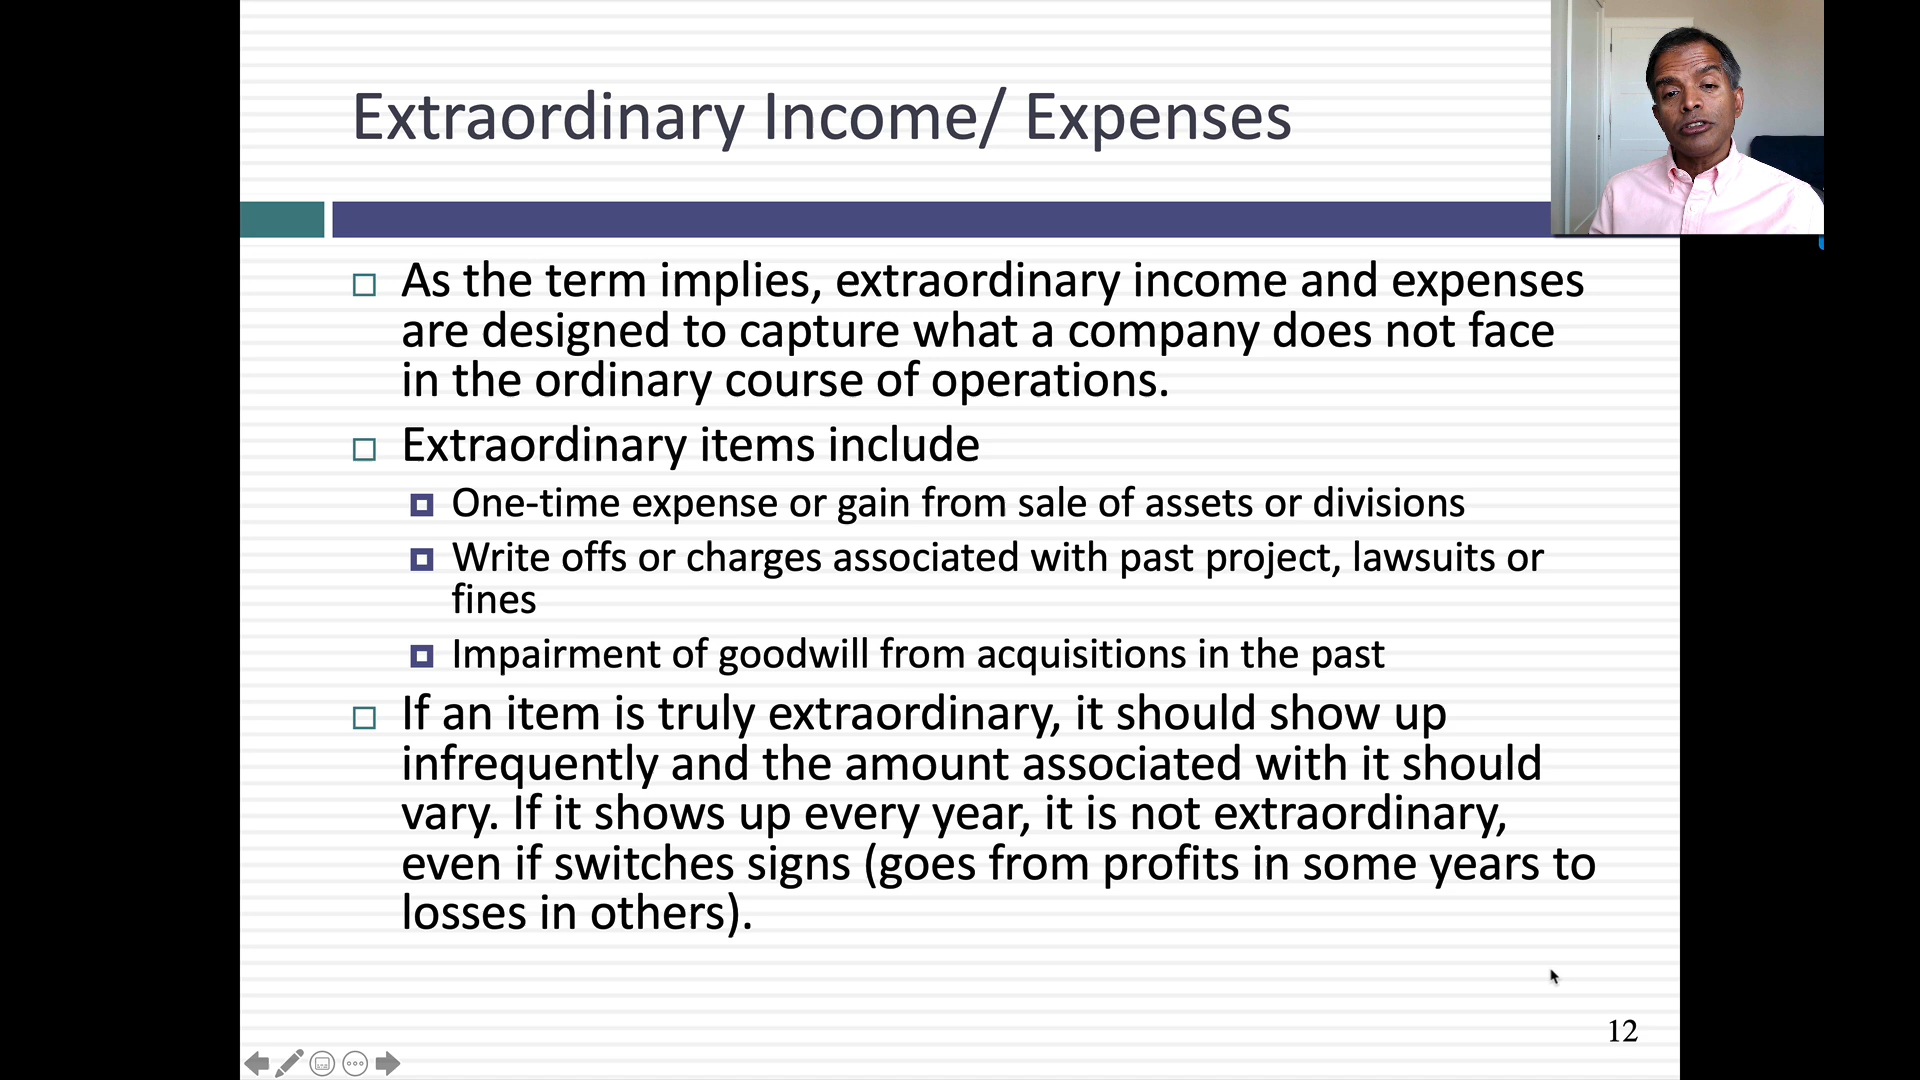 Extraordinary Income/ Expenses
As the term implies, extraordinary income and expenses
are designed to capture what a company does not face
in the ordinary course of operations.
Extraordinary items include
One-time expense or gain from sale of assets or divisions
Write offs or charges associated with past project, lawsuits or
fines
Impairment of goodwill from acquisitions in the past
If an item is truly extraordinary, it should show up
infrequently and the amount associated with it should
vary. If it shows up every year, it is not extraordinary,
even if switches signs (goes from profits in some years to
losses in others).
12